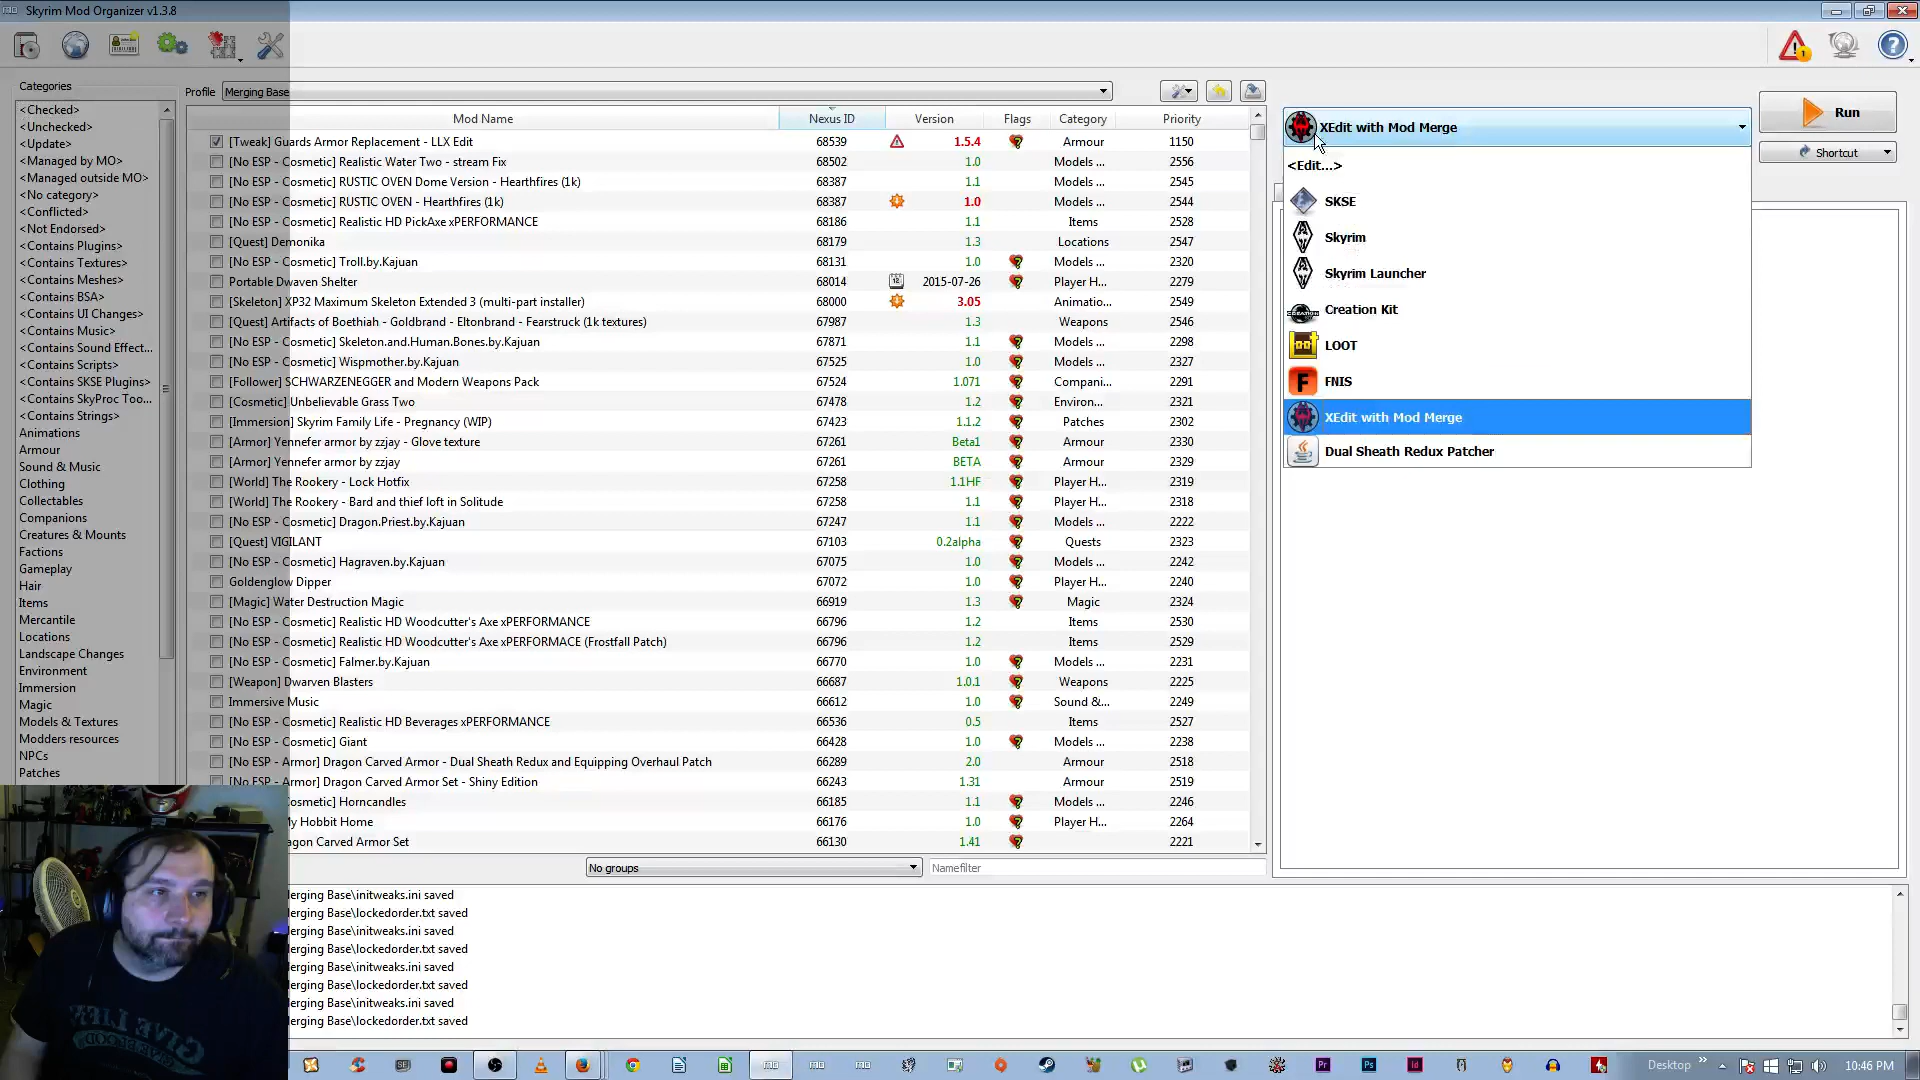 Skyrim Mod Organizer v1.3.8
Categories
<Checked>
<Unchecked>
<Update>
<Managed by MO>
<Managed outside MO>
<No category>
<Conflicted>
<Not Endorsed>
<Contains Plugins>
<Contains Textures>
<Contains Meshes>
<Contains BSA>
<Contains UI Changes>
<Contains Music>
<Contains Sound Effect...
<Contains Scripts>
<Contains SKSE Plugins>
<Contains SkyProc Too...
<Contains Strings>
Animations
Armour
Sound & Music
Clothing
Collectables
Companions
Creatures & Mounts
Factions
Gameplay
Hair
Items
Mercantile
Locations
Landscape Changes
Environment
Immersion
Magic
Models & Textures
Modders resources
NPCs
Patches
Profile Merging Base
Mod Name Nexus ID Version Flags Category Priority
[Tweak] Guards Armor Replacement - LLX Edit 68539 1.5.4 Armour 1150
[No ESP - Cosmetic] Realistic Water Two - stream Fix 68502 1.0 Models ... 2556
[No ESP - Cosmetic] RUSTIC OVEN Dome Version - Hearthfires (1k) 68387 1.1 Models ... 2545
[No ESP - Cosmetic] RUSTIC OVEN - Hearthfires (1k) 68387 1.0 Models ... 2544
[No ESP - Cosmetic] Realistic HD PickAxe xPERFORMANCE 68186 1.1 Items 2528
[Quest] Demonika 68179 1.3 Locations 2547
[No ESP - Cosmetic] Troll.by.Kajuan 68131 1.0 Models ... 2320
Portable Dwaven Shelter 68014 2015-07-26 Player H... 2279
[Skeleton] XP32 Maximum Skeleton Extended 3 (multi-part installer) 68000 3.05 Animatio... 2549
[Quest] Artifacts of Boethiah - Goldbrand - Eltonbrand - Fearstruck (1k textures) 67987 1.3 Weapons 2546
[No ESP - Cosmetic] Skeleton.and.Human.Bones.by.Kajuan 67871 1.1 Models ... 2298
[No ESP - Cosmetic] Wispmother.by.Kajuan 67525 1.0 Models ... 2327
[Follower] SCHWARZENEGGER and Modern Weapons Pack 67524 1.071 Compani... 2291
[Cosmetic] Unbelievable Grass Two 67478 1.2 Environ... 2321
[Immersion] Skyrim Family Life - Pregnancy (WIP) 67423 1.1.2 Patches 2302
[Armor] Yennefer armor by zzjay - Glove texture 67261 Beta1 Armour 2330
[Armor] Yennefer armor by zzjay 67261 BETA Armour 2329
[World] The Rookery - Lock Hotfix 67258 1.1HF Player H... 2319
[World] The Rookery - Bard and thief loft in Solitude 67258 1.1 Player H... 2318
[No ESP - Cosmetic] Dragon.Priest.by.Kajuan 67247 1.1 Models ... 2222
[Quest] VIGILANT 67103 0.2alpha Quests 2323
[No ESP - Cosmetic] Hagraven.by.Kajuan 67075 1.0 Models ... 2242
Goldenglow Dipper 67072 1.0 Player H... 2240
[Magic] Water Destruction Magic 66919 1.3 Magic 2324
[No ESP - Cosmetic] Realistic HD Woodcutter's Axe xPERFORMANCE 66796 1.2 Items 2530
[No ESP - Cosmetic] Realistic HD Woodcutter's Axe xPERFORMACE (Frostfall Patch) 66796 1.2 Items 2529
[No ESP - Cosmetic] Falmer.by.Kajuan 66770 1.1 Models ... 2231
[Weapon] Dwarven Blasters 66687 1.0.1 Weapons 2225
Immersive Music 66612 1.0 Sound &... 2249
[No ESP - Cosmetic] Realistic HD Beverages xPERFORMANCE 66536 0.5 Items 2527
[No ESP - Cosmetic] Giant 66428 1.0 Models ... 2238
[No ESP - Armor] Dragon Carved Armor - Dual Sheath Redux and Equipping Overhaul Patch 66289 2.0 Armour 2518
[No ESP - Armor] Dragon Carved Armor Set - Shiny Edition 66243 1.31 Armour 2519
Cosmetic] Horncandles 66185 1.1 Models ... 2246
My Hobbit Home 66176 1.0 Player H... 2264
agon Carved Armor Set 66130 1.41 2221
No groups Namefilter
XEdit with Mod Merge
<Edit...>
SKSE
Skyrim
Skyrim Launcher
Creation Kit
LOOT
FNIS
XEdit with Mod Merge
Dual Sheath Redux Patcher
Run
Shortcut
erging Base\initweaks.ini saved
erging Base\lockedorder.txt saved
erging Base\initweaks.ini saved
erging Base\lockedorder.txt saved
erging Base\initweaks.ini saved
erging Base\lockedorder.txt saved
erging Base\initweaks.ini saved
erging Base\lockedorder.txt saved
Desktop 10:46 PM